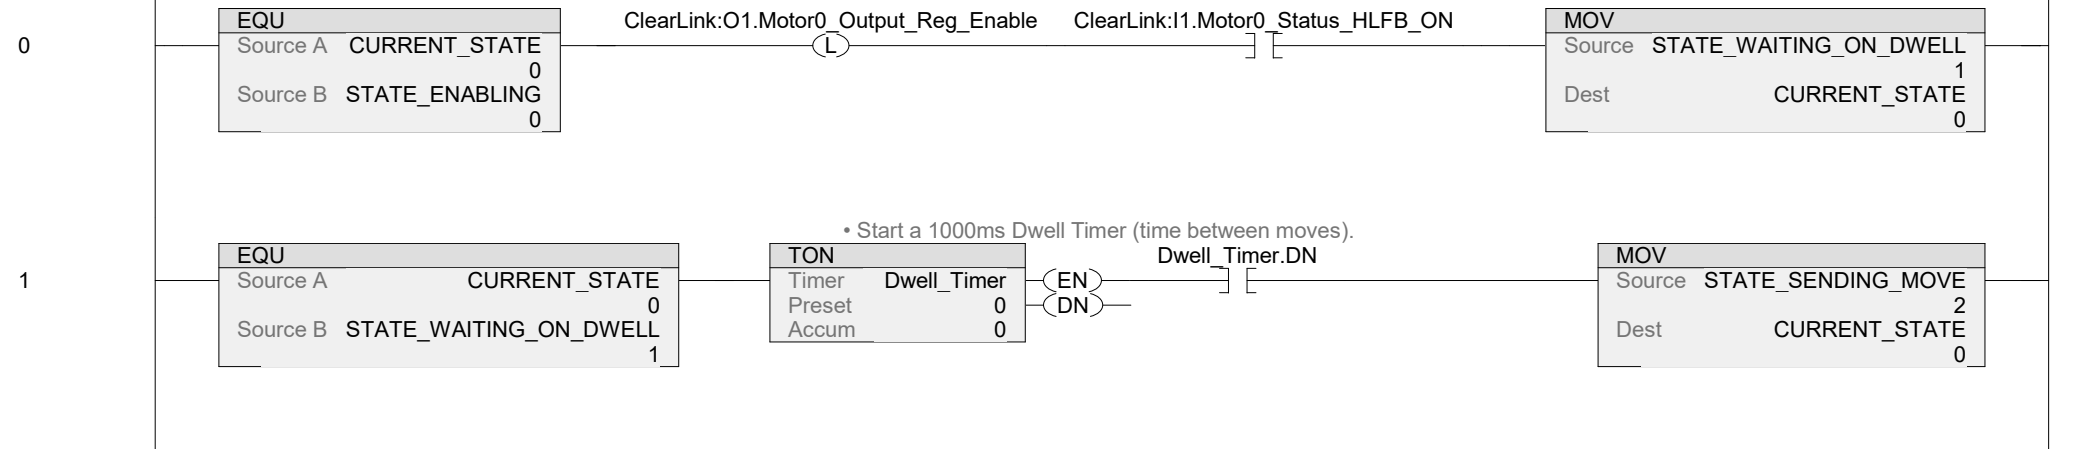 EQU
ClearLink:O1.Motor0_Output_Reg_Enable
ClearLink:I1.Motor0_Status_HLFB_ON
MOV
0
Source A CURRENT_STATE
0
Source B STATE_ENABLING
0
L
Source STATE_WAITING_ON_DWELL
1
Dest CURRENT_STATE
0
• Start a 1000ms Dwell Timer (time between moves).
EQU
TON
Dwell_Timer.DN
MOV
1
Source A CURRENT_STATE
0
Source B STATE_WAITING_ON_DWELL
1
Timer Dwell_Timer
Preset 0
Accum 0
EN
DN
Source STATE_SENDING_MOVE
2
Dest CURRENT_STATE
0